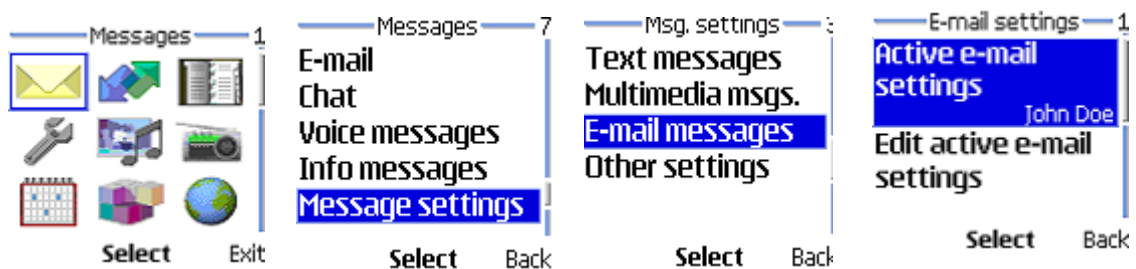 Messages 1
Select Exit
Messages 7
E-mail
Chat
Voice messages
Info messages
Message settings
Select Back
Msg. settings
Text messages
Multimedia msgs.
E-mail messages
Other settings
Select Back
E-mail settings 1
Active e-mail
settings
John Doe
Edit active e-mail
settings
Select Back